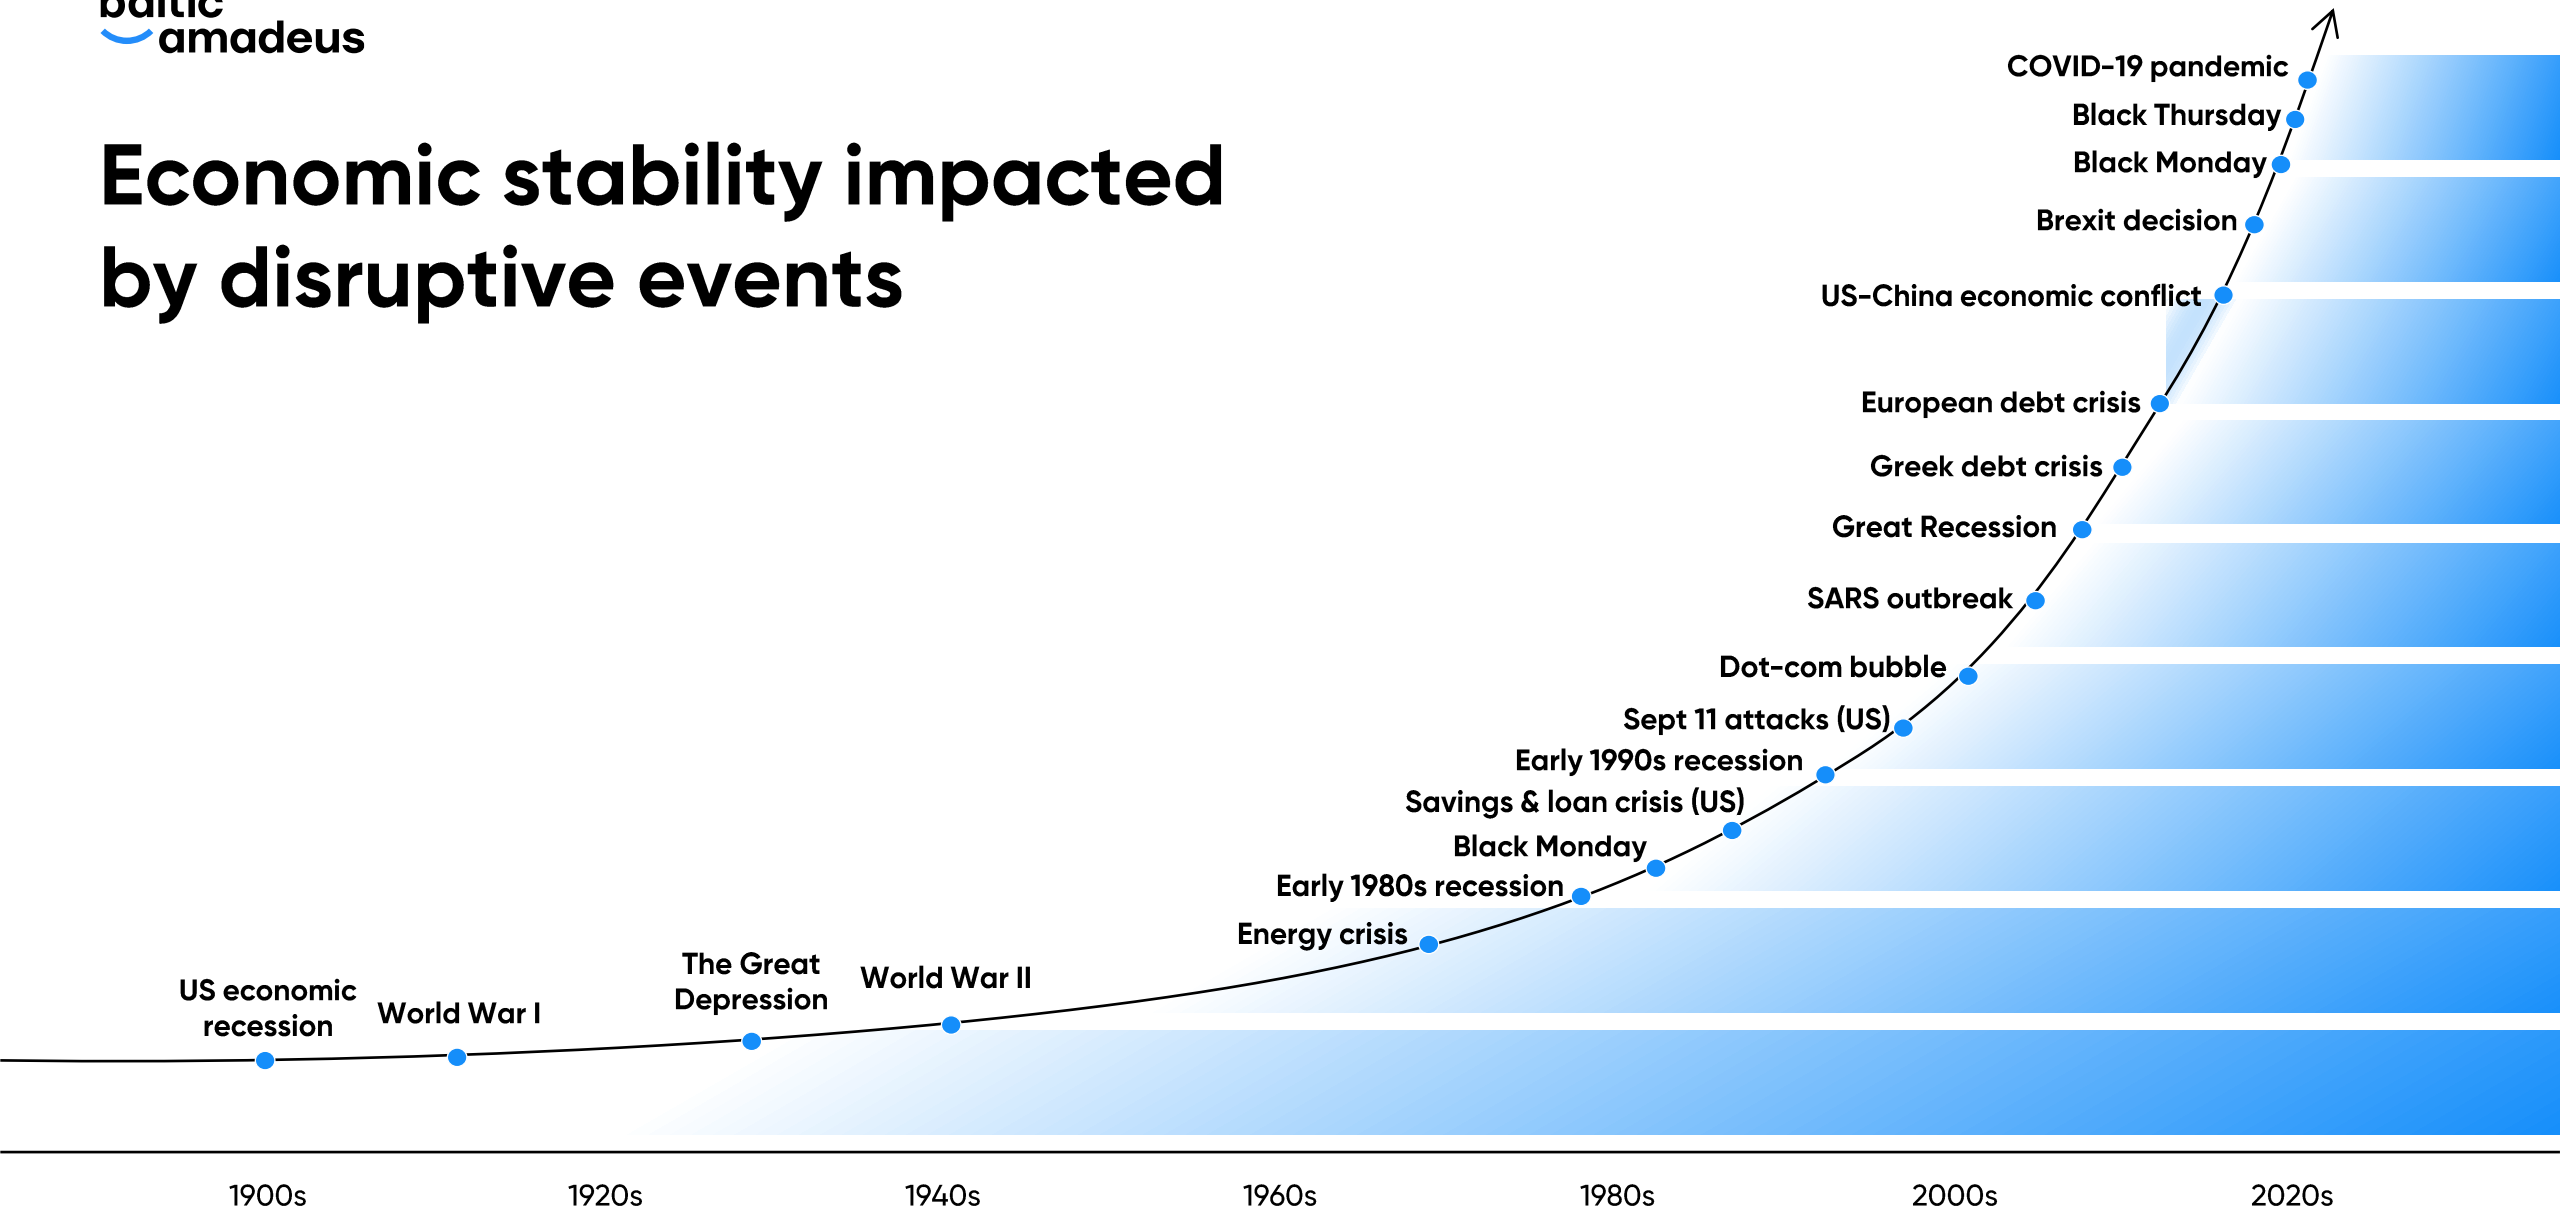 baltic
amadeus
Economic stability impacted
by disruptive events
COVID-19 pandemic
Black Thursday
Black Monday
Brexit decision
US-China economic conflict
European debt crisis
Greek debt crisis
Great Recession
SARS outbreak
Dot-com bubble
Sept 11 attacks (US)
Early 1990s recession
Savings & loan crisis (US)
Black Monday
Early 1980s recession
Energy crisis
The Great
Depression
World War II
US economic
recession
World War I
1900s
1920s
1940s
1960s
1980s
2000s
2020s